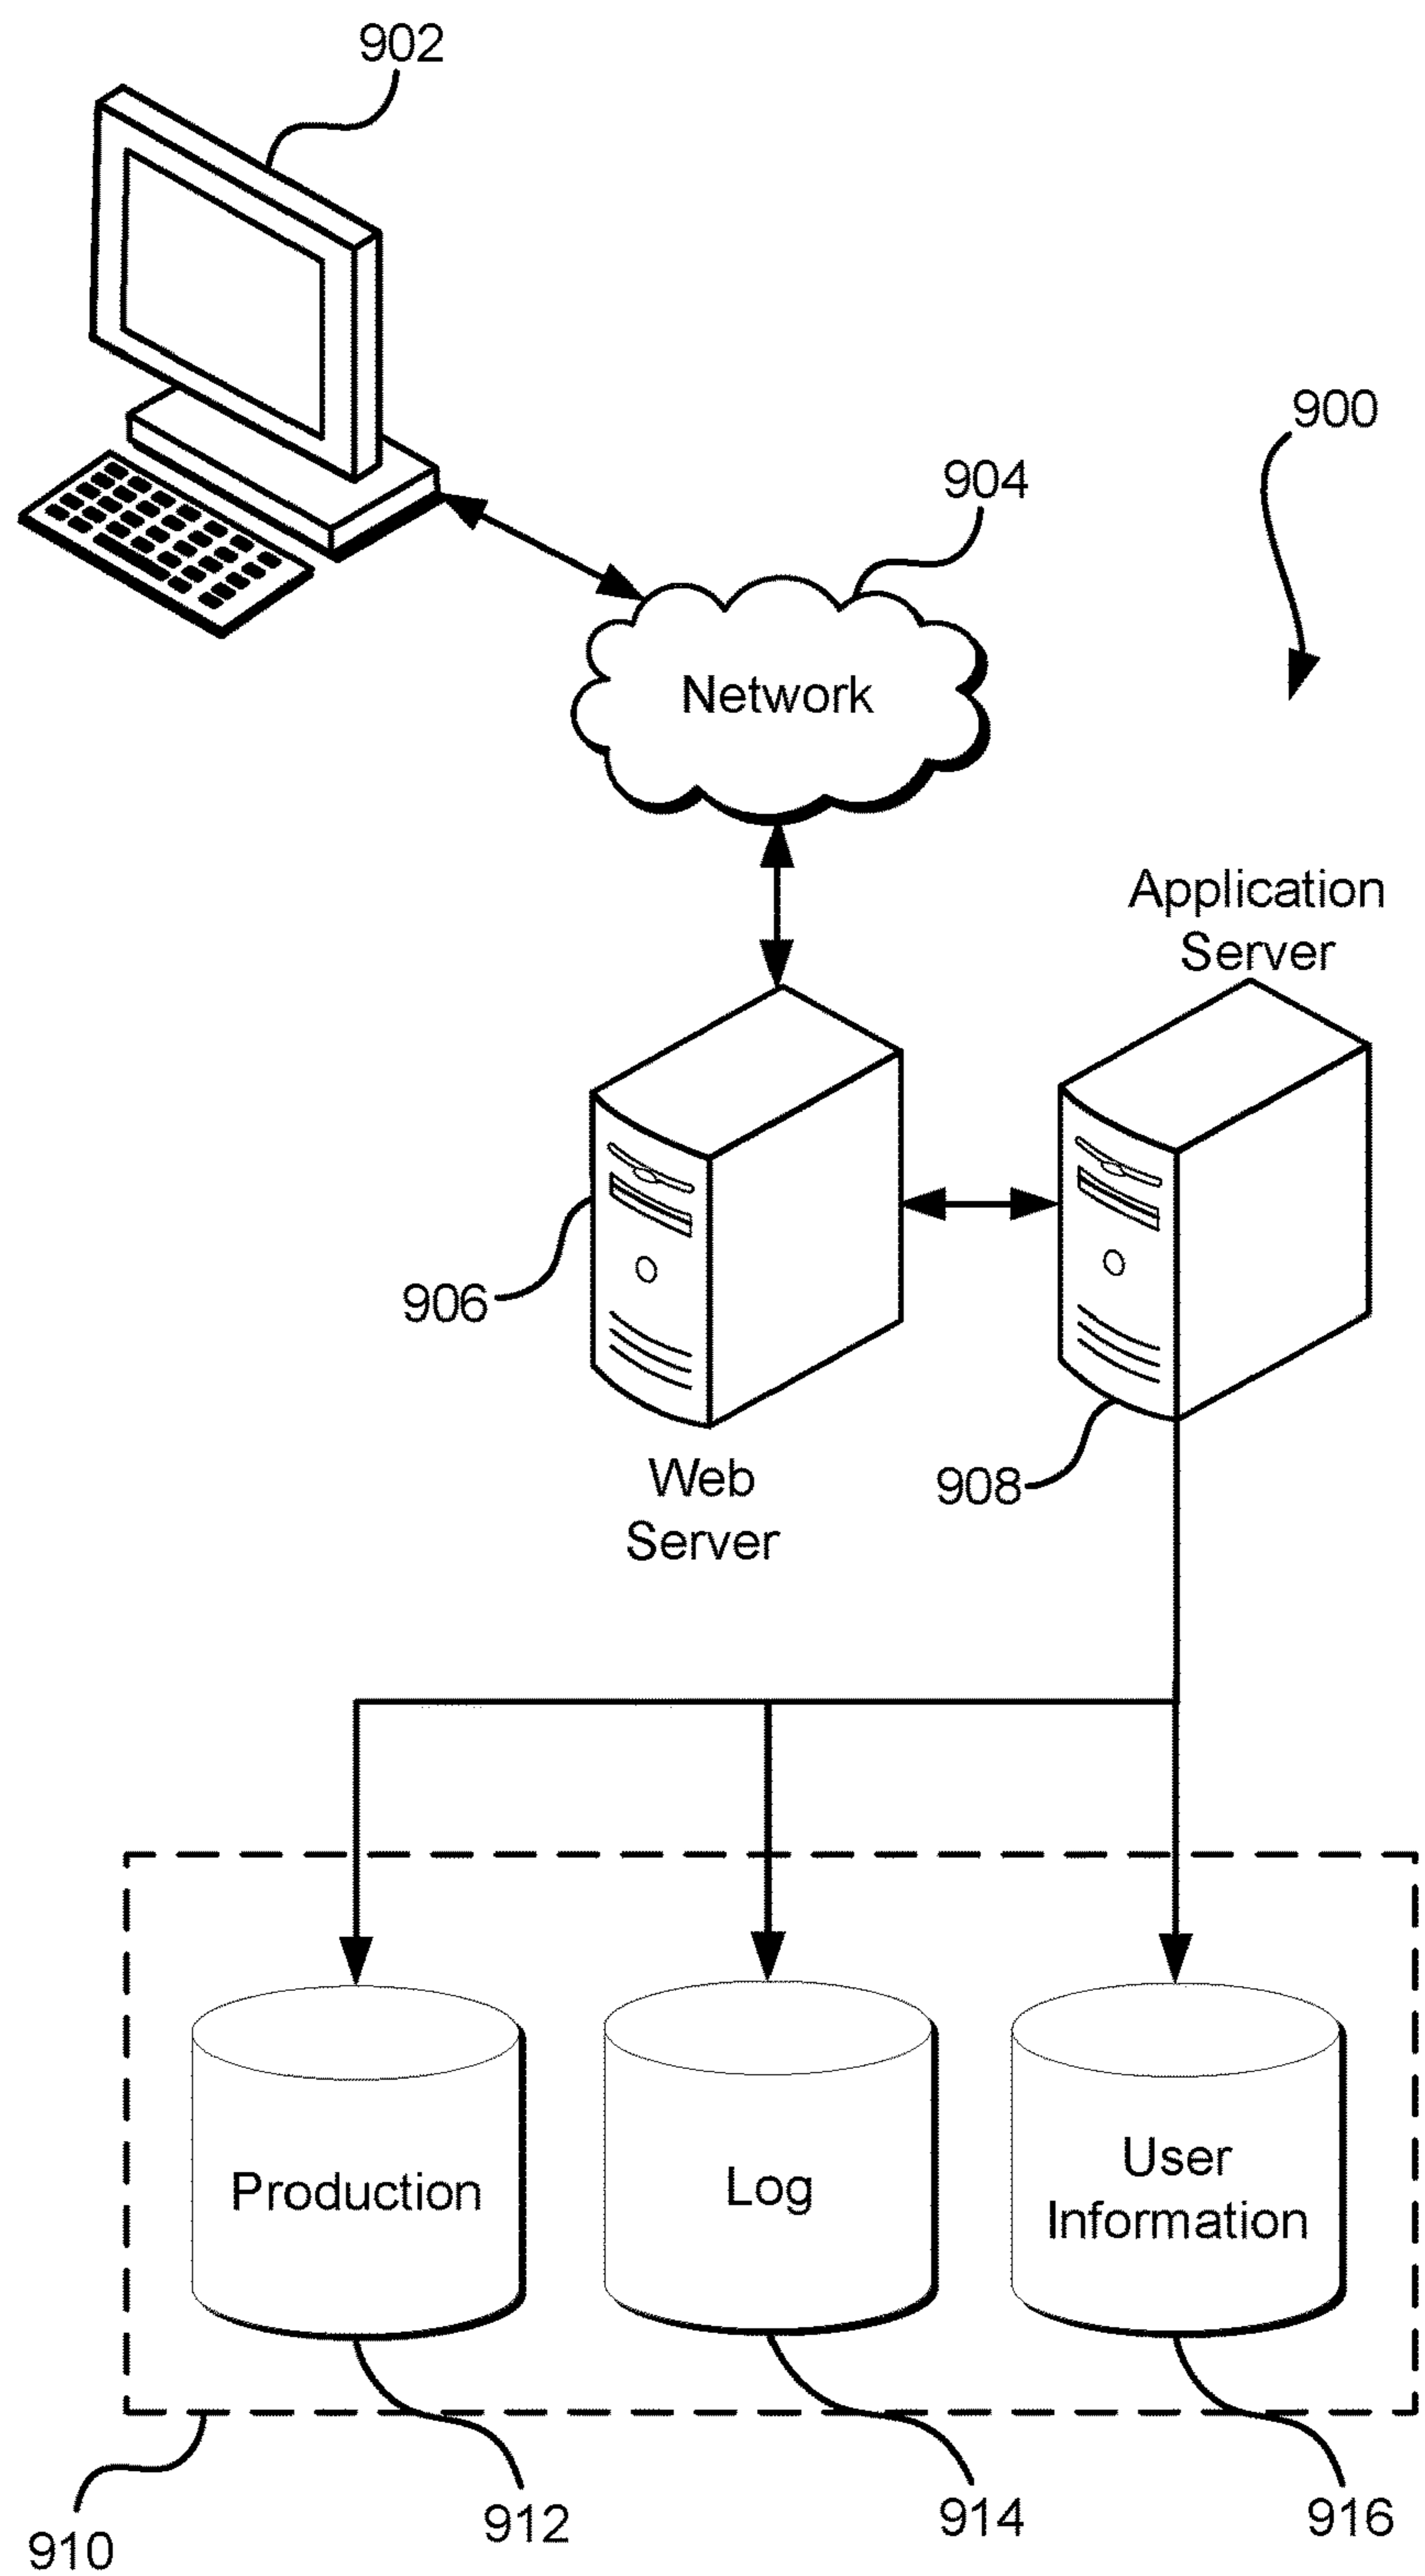 902
900
904
Network
Application
Server
906
Web
Server
908
Production
Log
User
Information
910
912
914
916